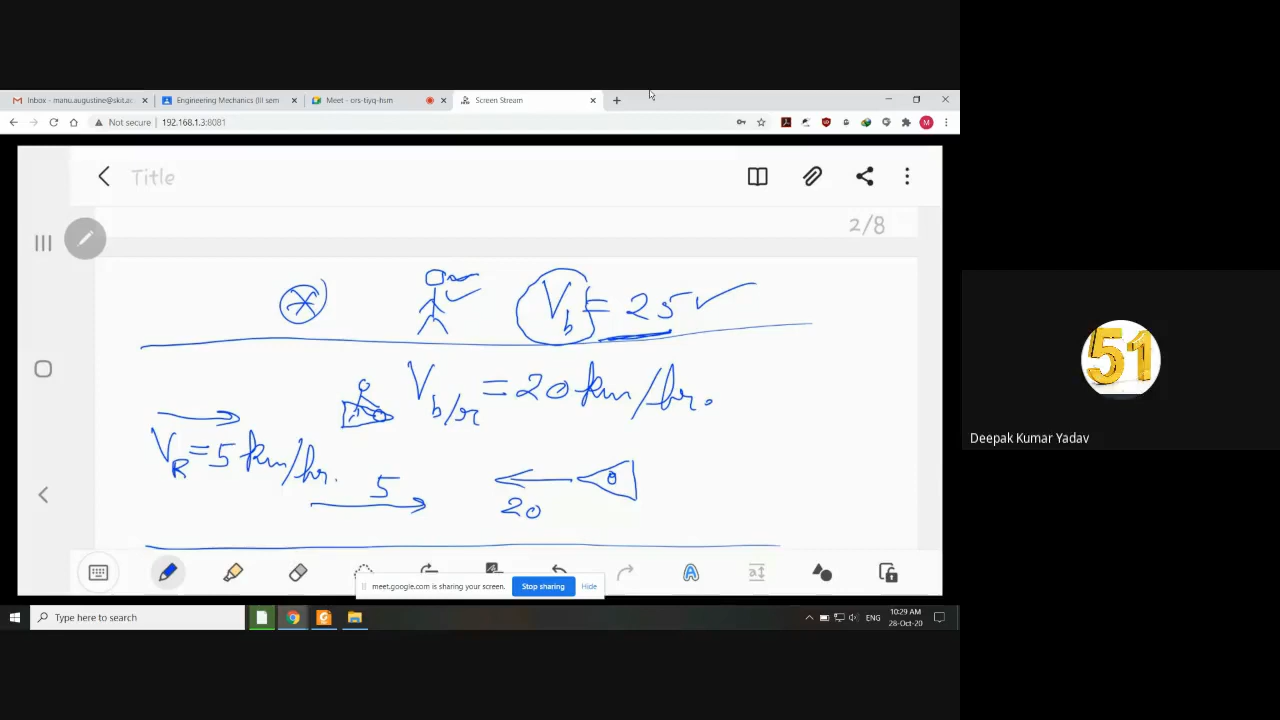 Inbox - manu.augustine@skit.ac
Engineering Mechanics (III sem
Meet - ors-tiyq-hsm
Screen Stream
Not secure | 192.168.1.3:8081
Title
2/8
V_b = 25
V_b/r = 20 km/hr.
V_R = 5 km/hr.
5
20
meet.google.com is sharing your screen.
Stop sharing
Hide
Type here to search
ENG
10:29 AM
28-Oct-20
51
Deepak Kumar Yadav